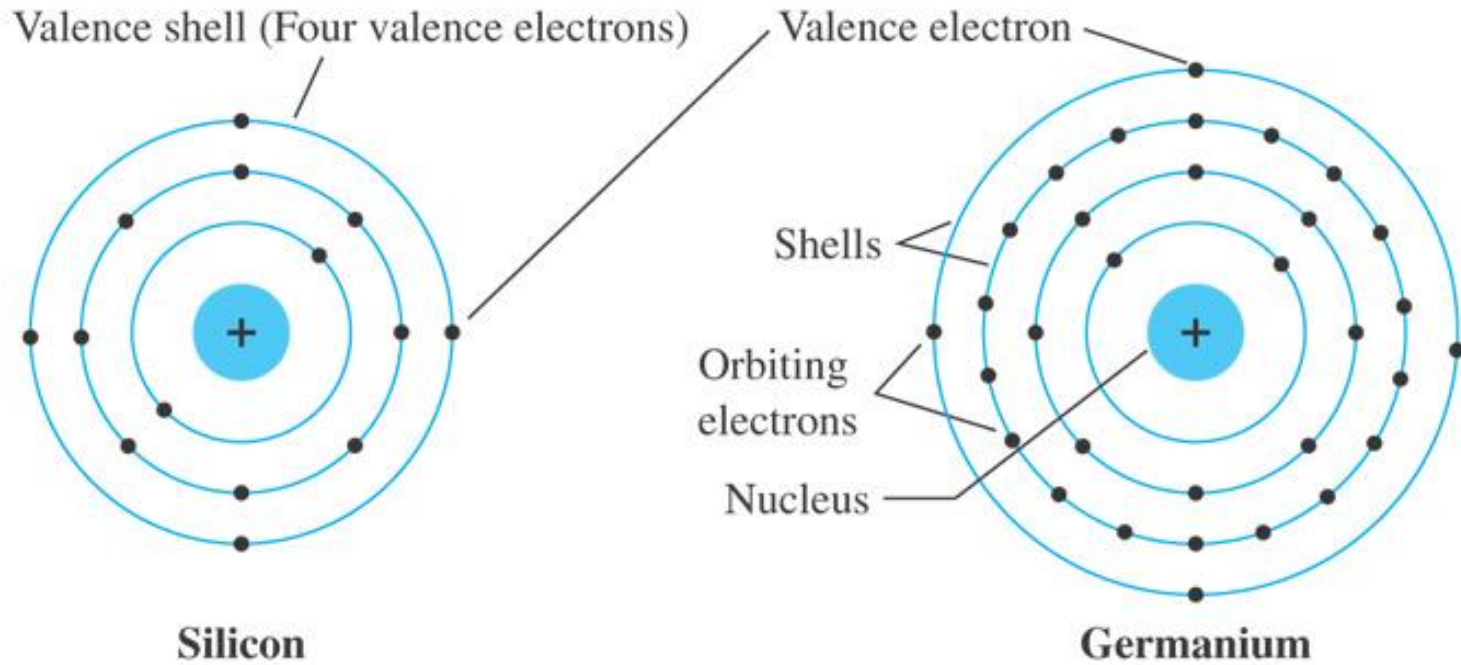 Valence shell (Four valence electrons)
Valence electron
Shells
Orbiting
electrons
Nucleus
+
+
Silicon
Germanium